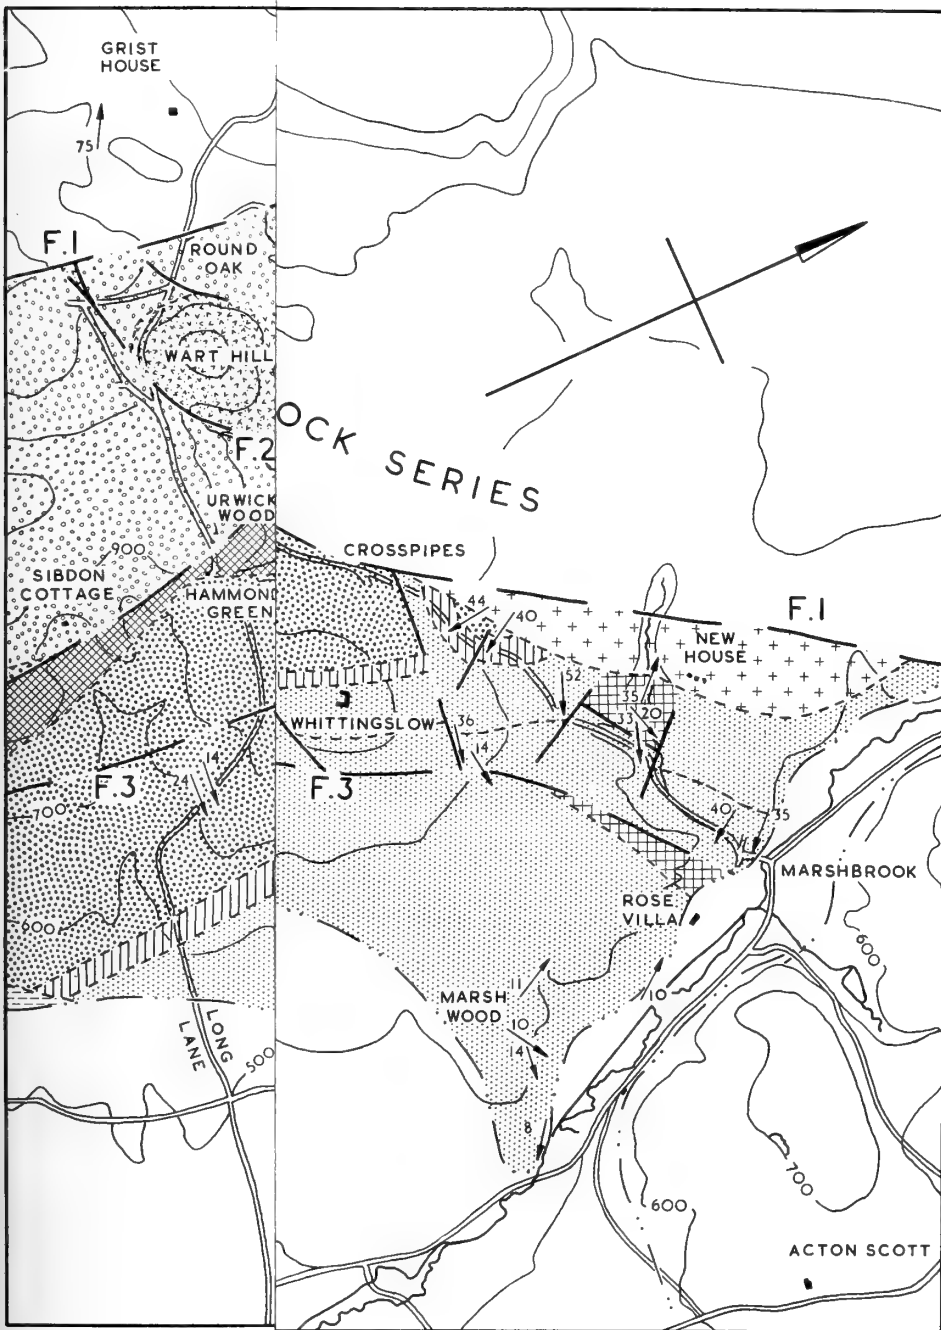 GRIST
HOUSE
75
F.1
ROUND
OAK
WART HILL
F.2
OCK SERIES
URWICK
WOOD
CROSSPIPES
900
SIBDON
COTTAGE
HAMMOND
GREEN
44
40
F.1
NEW
HOUSE
52
35
20
33
WHITTINGSLOW
36
14
14
24
F.3
F.3
700
40
35
MARSHBROOK
ROSE
VILLA
600
600
11
MARSH
WOOD
10
10
14
LONG
LANE
500
8
700
600
ACTON SCOTT